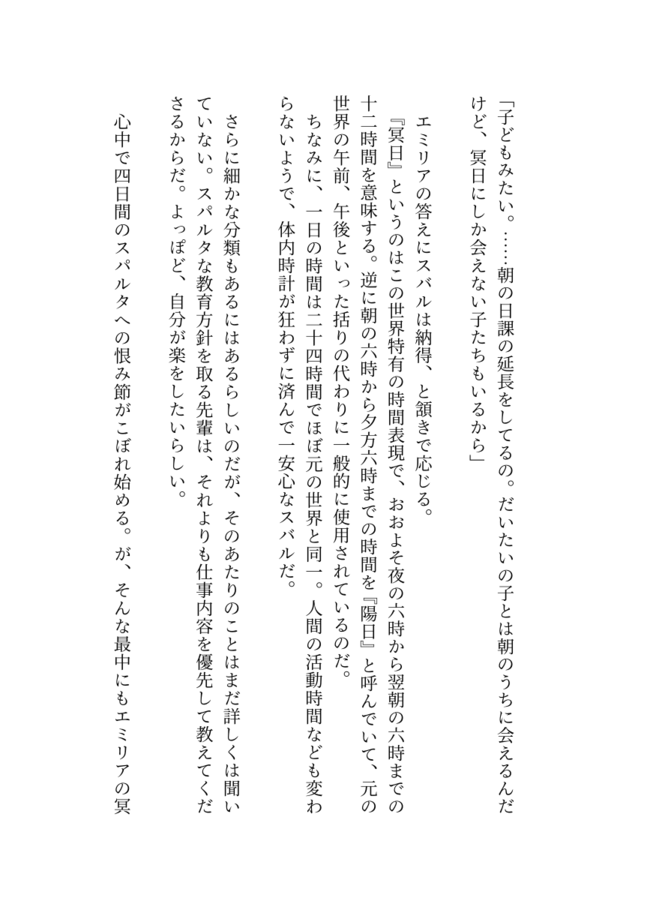 「子どもみたい。……朝の日課の延長をしてるの。だいたいの子とは朝のうちに会えるんだ
けど、冥日にしか会えない子たちもいるから」
エミリアの答えにスバルは納得、と頷きで応じる。
『冥日』というのはこの世界特有の時間表現で、おおよそ夜の六時から翌朝の六時までの
十二時間を意味する。逆に朝の六時から夕方六時までの時間を『陽日』と呼んでいて、元の
世界の午前、午後といった括りの代わりに一般的に使用されているのだ。
ちなみに、一日の時間は二十四時間でほぼ元の世界と同一。人間の活動時間なども変わ
らないようで、体内時計が狂わずに済んで一安心なスバルだ。
さらに細かな分類もあるにはあるらしいのだが、そのあたりのことはまだ詳しくは聞い
ていない。スパルタな教育方針を取る先輩は、それよりも仕事内容を優先して教えてくだ
さるからだ。よっぽど、自分が楽をしたいらしい。
心中で四日間のスパルタへの恨み節がこぼれ始める。が、そんな最中にもエミリアの冥